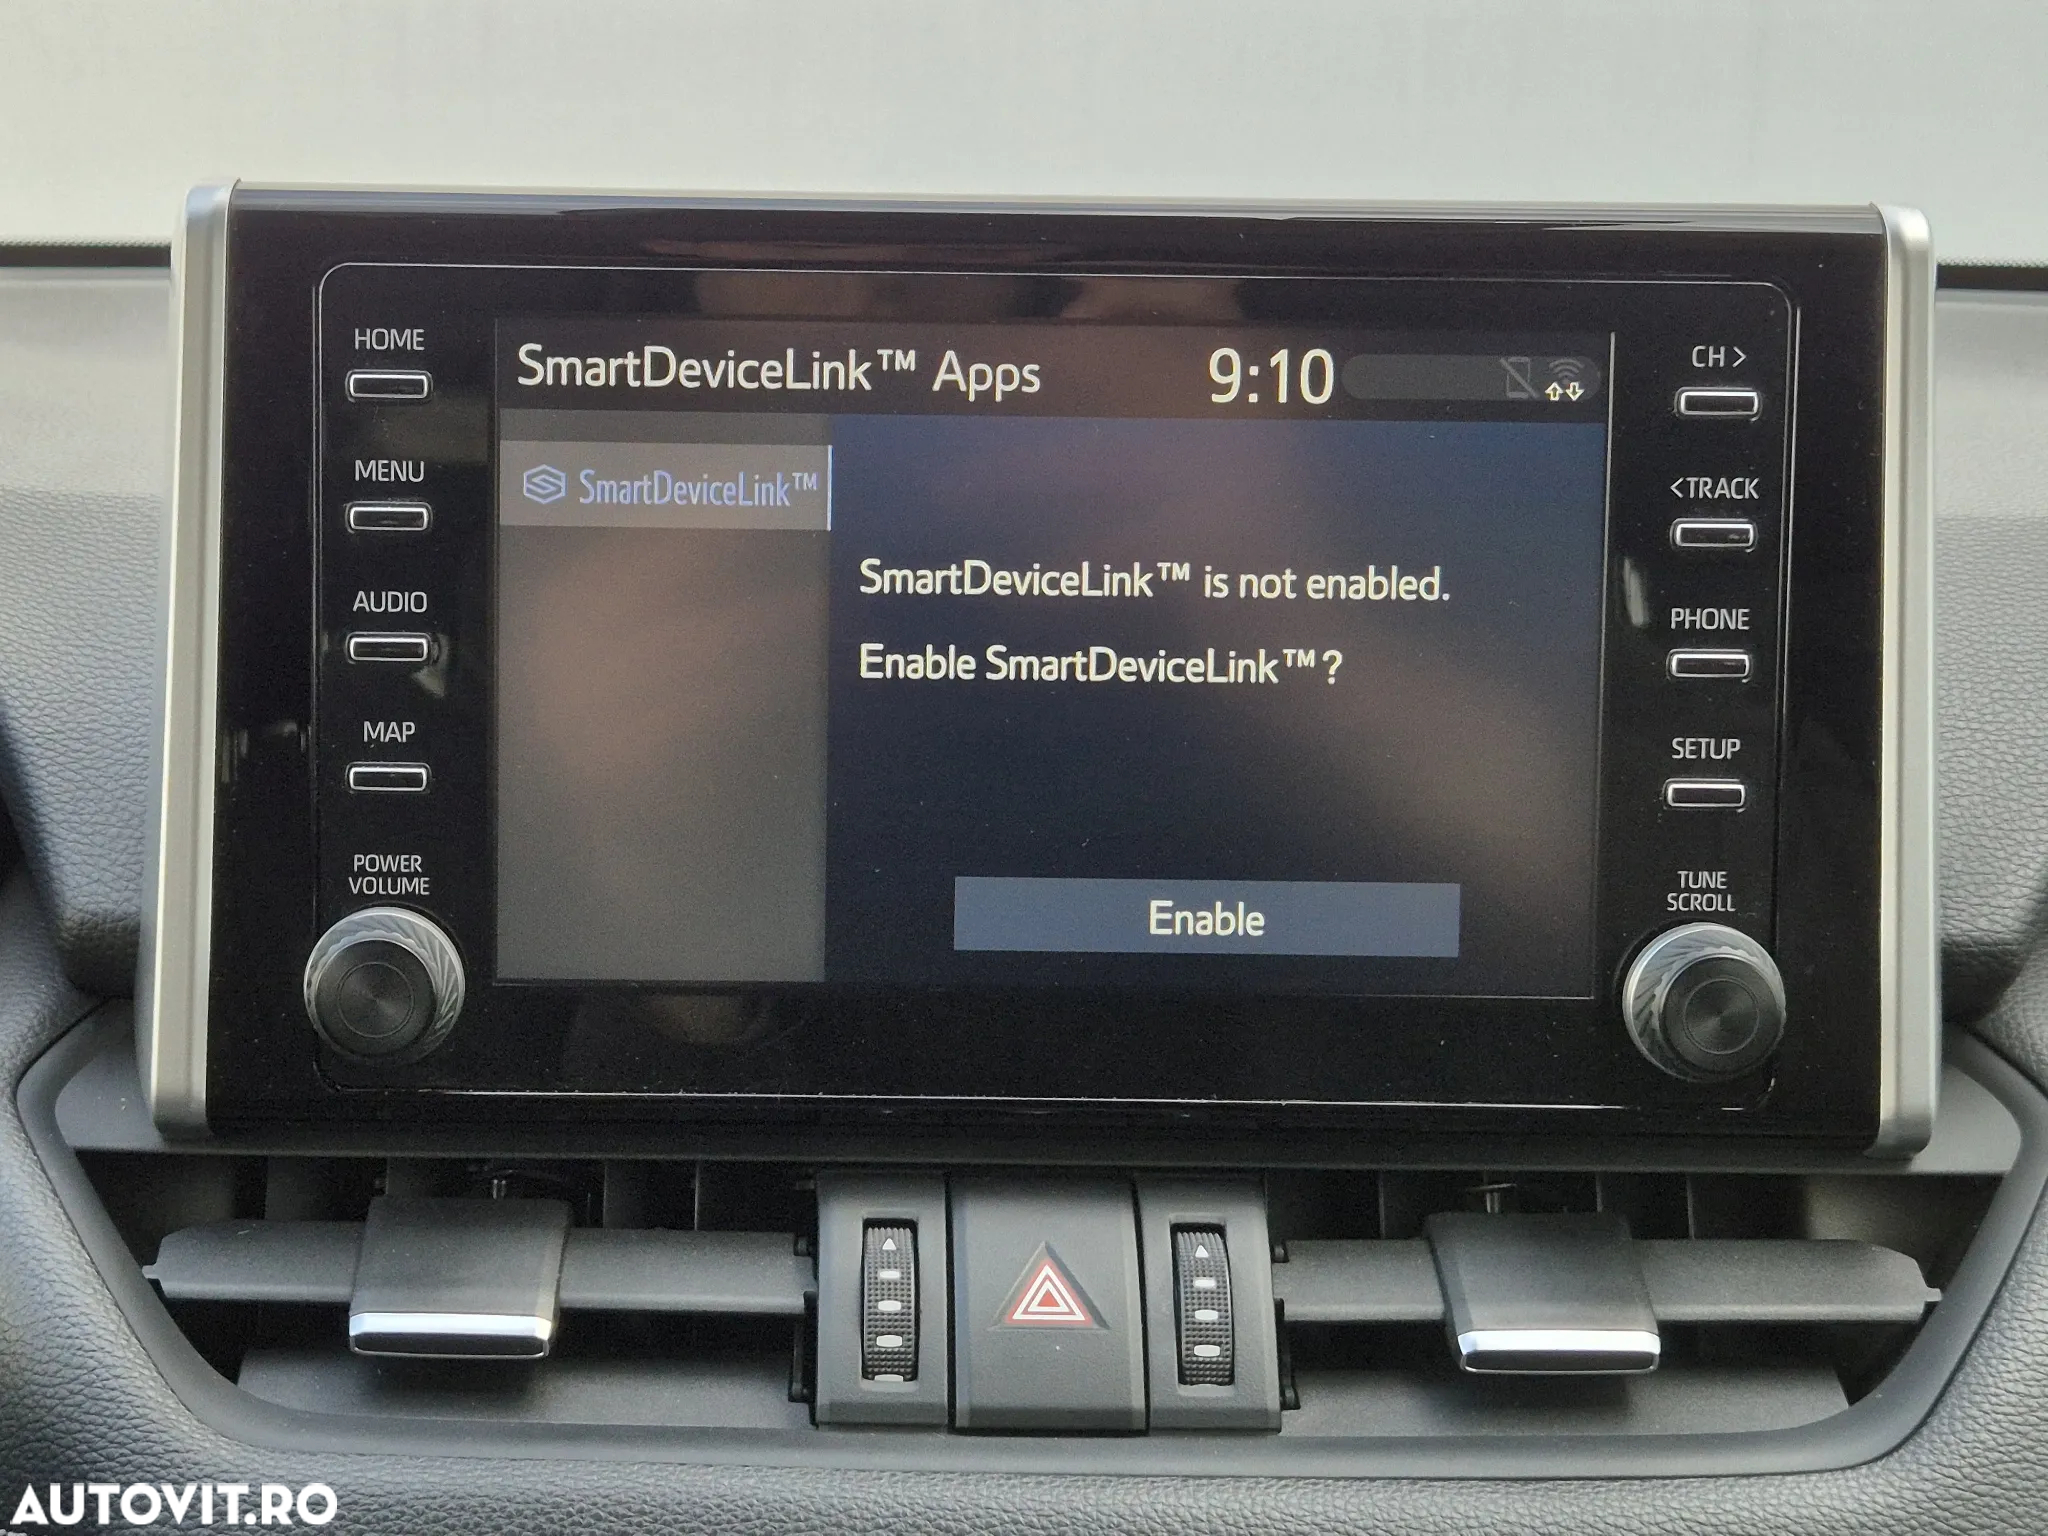 SmartDeviceLink™ Apps
9:10
HOME
MENU
AUDIO
MAP
POWER
VOLUME
SmartDeviceLink™
SmartDeviceLink™ is not enabled.
Enable SmartDeviceLink™?
Enable
CH >
<TRACK
PHONE
SETUP
TUNE
SCROLL
AUTOVIT.RO